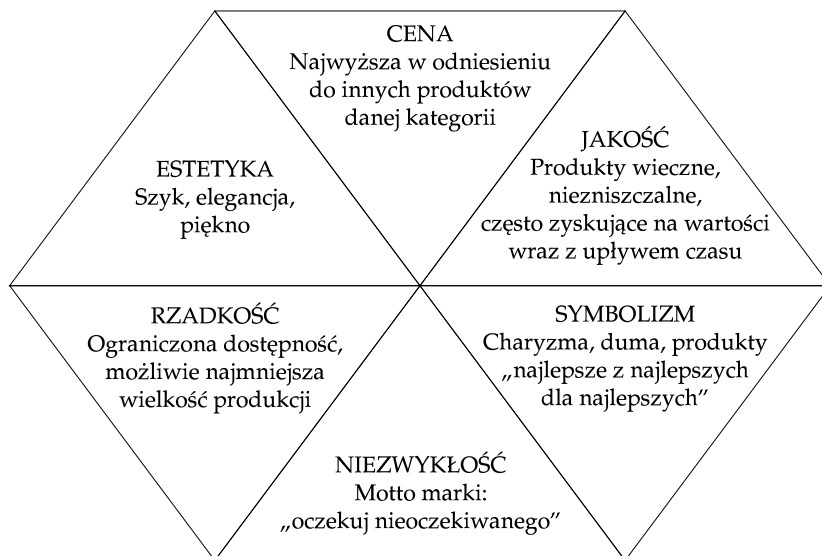 CENA
Najwyższa w odniesieniu
do innych produktów
danej kategorii
JAKOŚĆ
Produkty wieczne,
niezniszczalne,
często zyskujące na wartości
wraz z upływem czasu
ESTETYKA
Szyk, elegancja,
piękno
RZADKOŚĆ
Ograniczona dostępność,
możliwie najmniejsza
wielkość produkcji
SYMBOLIZM
Charyzma, duma, produkty
„najlepsze z najlepszych
dla najlepszych”
NIEZWYKŁOŚĆ
Motto marki:
„oczekuj nieoczekiwanego”